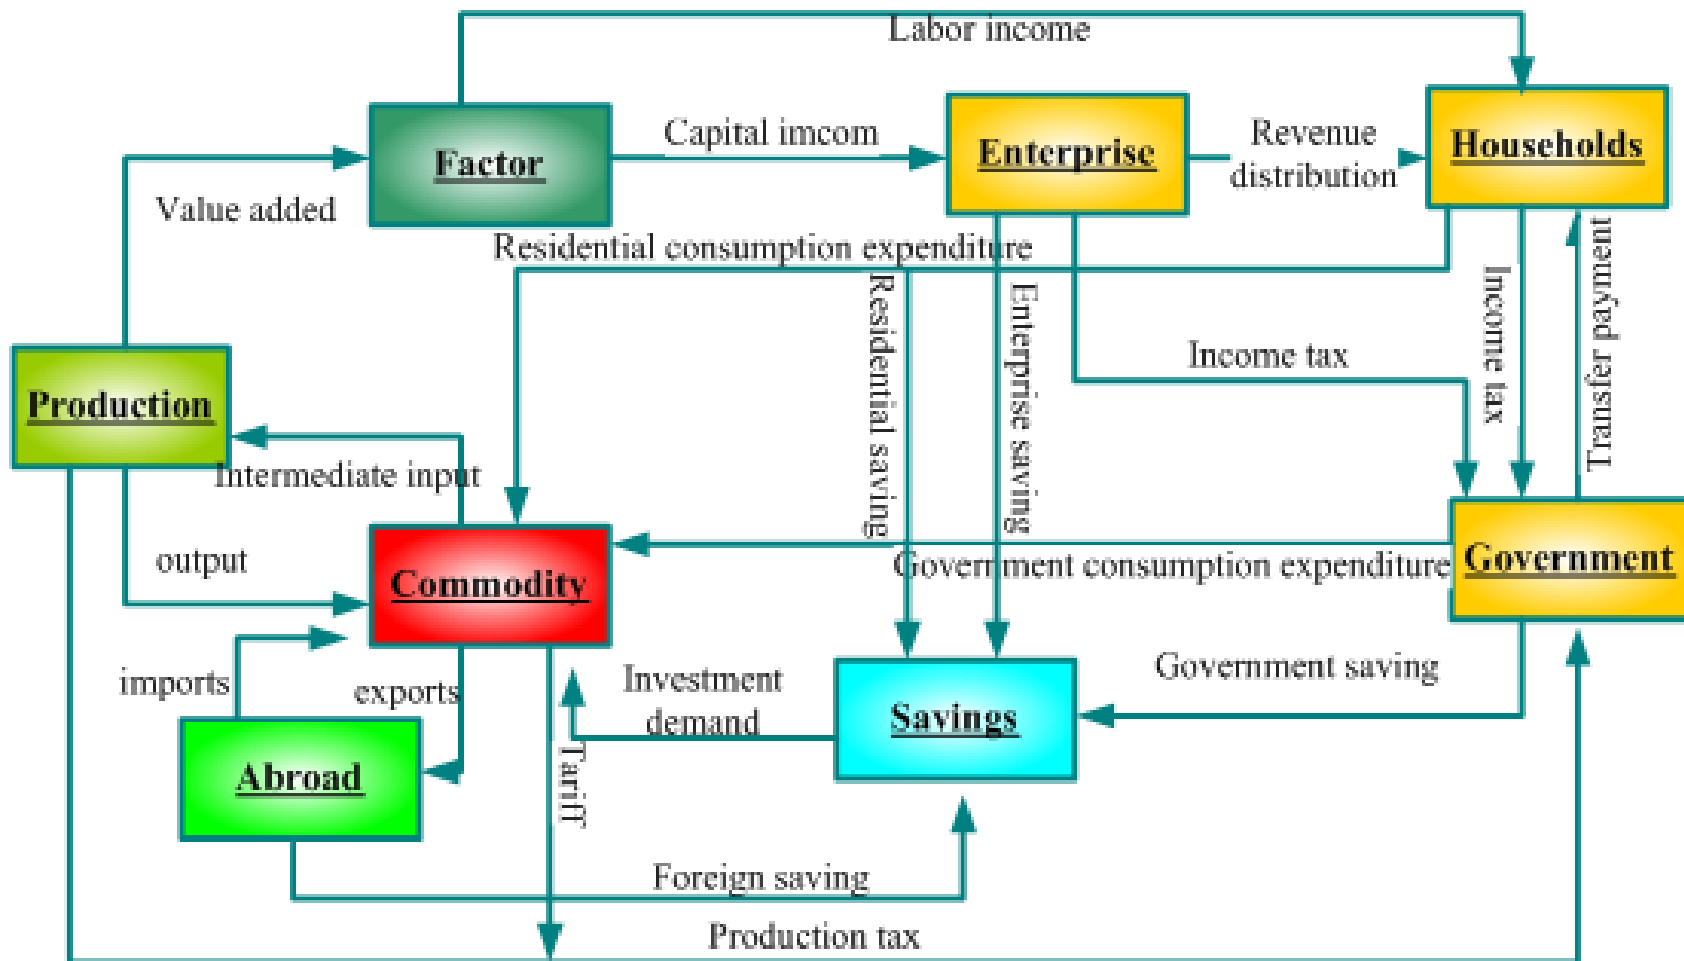 Labor income
Capital imcom
Revenue
distribution
Households
Enterprise
Factor
Value added
Residential consumption expenditure
Residential saving
Enterprise saving
Income tax
Income tax
Transfer payment
Production
Intermediate input
output
Commodity
Government consumption expenditure
Government
imports
exports
Investment
demand
Savings
Government saving
Abroad
Tariff
Foreign saving
Production tax